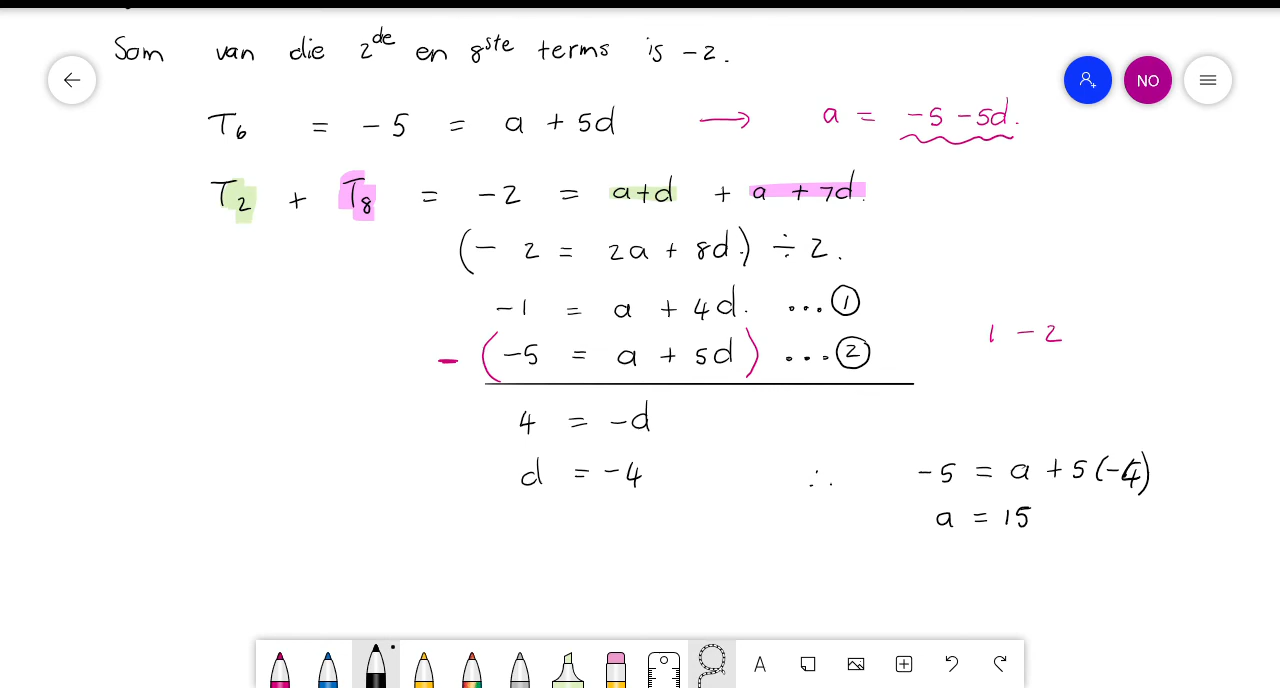 Som van die 2de en 8ste terms is -2.
NO
T6 = -5 = a + 5d → a = -5 - 5d.
T2 + T8 = -2 = a+d + a + 7d.
(-2 = 2a + 8d.) ÷ 2.
-1 = a + 4d. ...①
- (-5 = a + 5d) ...②
1 - 2
4 = -d
d = -4 ∴ -5 = a + 5(-4)
a = 15
A